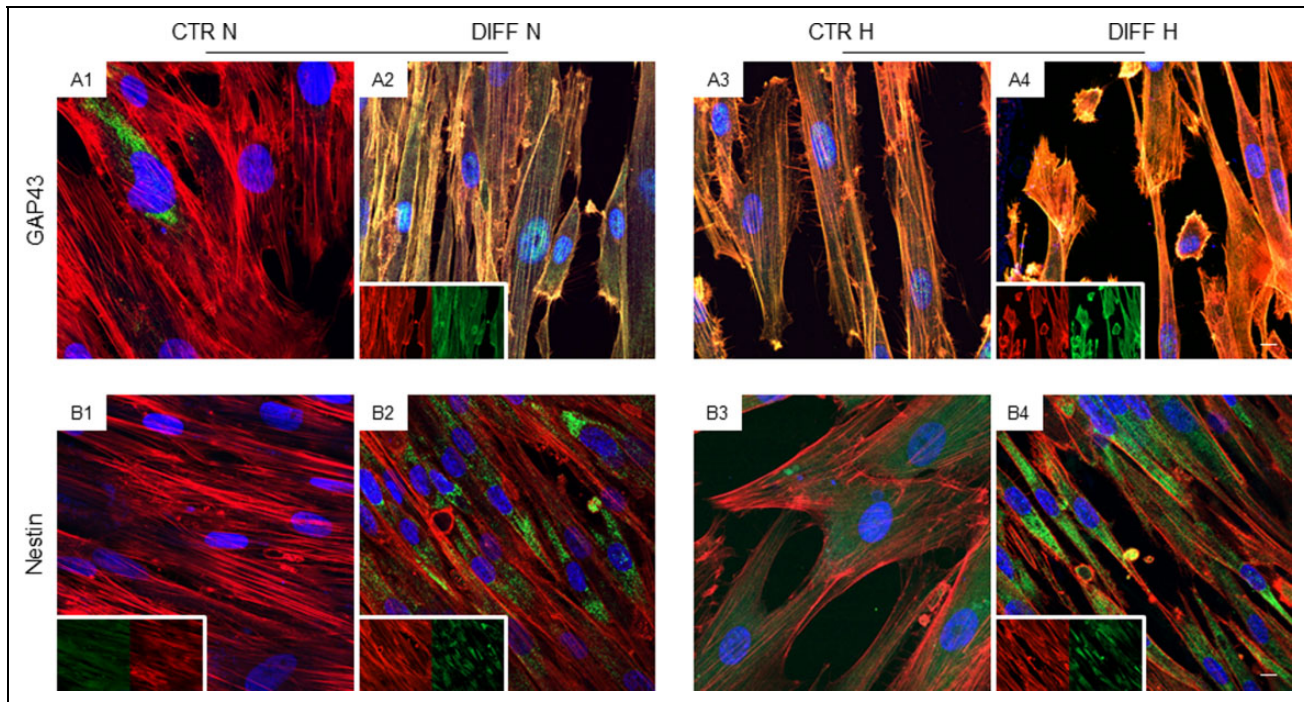 CTR N DIFF N CTR H DIFF H
A1 A2 A3 A4
GAP43
B1 B2 B3 B4
Nestin